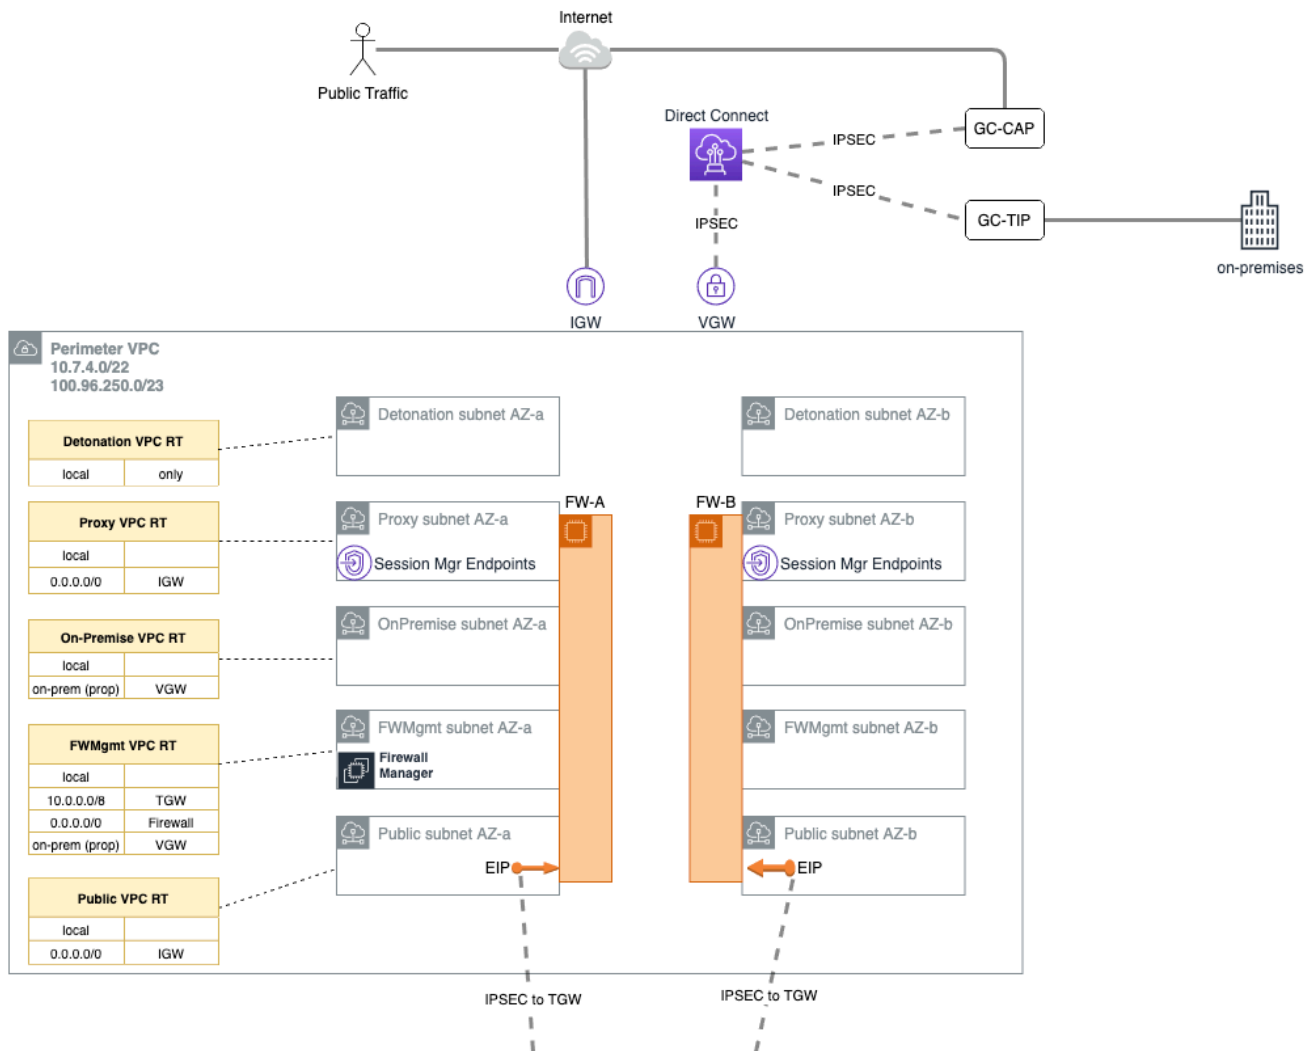 Internet
Public Traffic
Direct Connect
IPSEC
GC-CAP
IPSEC
GC-TIP
IPSEC
on-premises
IGW
VGW
Perimeter VPC
10.7.4.0/22
100.96.250.0/23
Detonation VPC RT
local only
Proxy VPC RT
local
0.0.0.0/0 IGW
On-Premise VPC RT
local
on-prem (prop) VGW
FWMgmt VPC RT
local
10.0.0.0/8 TGW
0.0.0.0/0 Firewall
on-prem (prop) VGW
Public VPC RT
local
0.0.0.0/0 IGW
Detonation subnet AZ-a
Proxy subnet AZ-a
Session Mgr Endpoints
OnPremise subnet AZ-a
FWMgmt subnet AZ-a
Firewall
Manager
Public subnet AZ-a
EIP
FW-A
FW-B
Detonation subnet AZ-b
Proxy subnet AZ-b
Session Mgr Endpoints
OnPremise subnet AZ-b
FWMgmt subnet AZ-b
Public subnet AZ-b
EIP
IPSEC to TGW
IPSEC to TGW